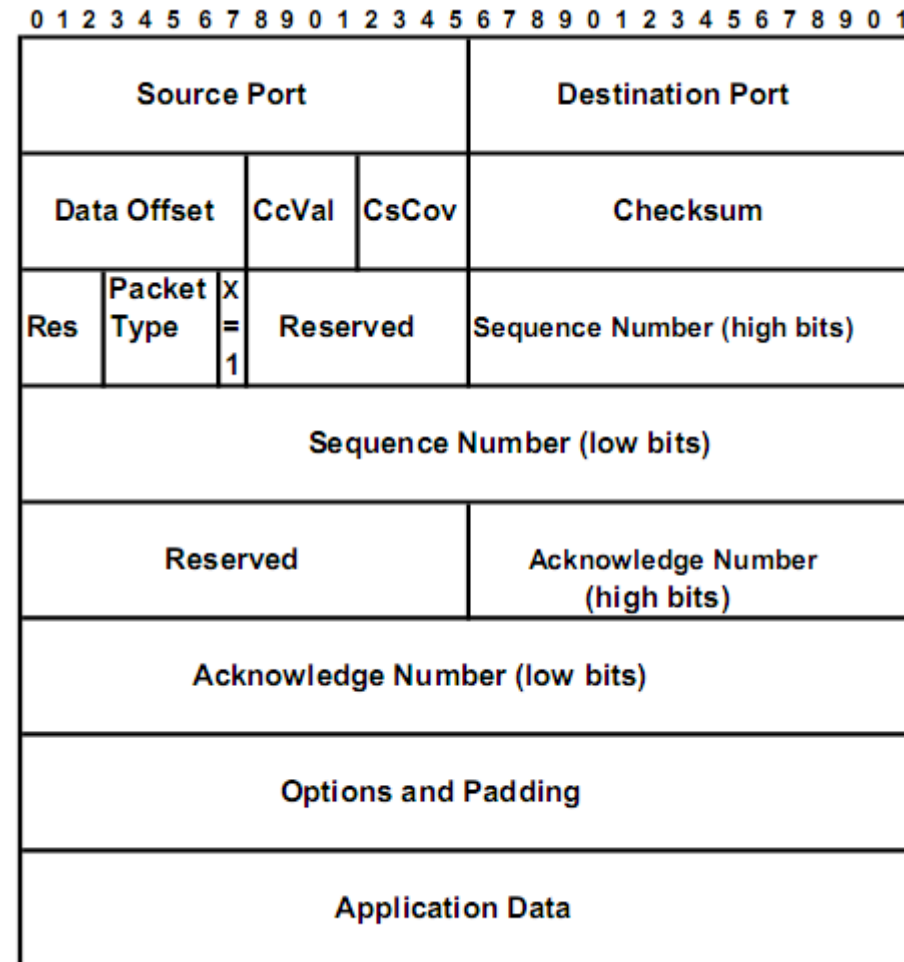 0 1 2 3 4 5 6 7 8 9 0 1 2 3 4 5 6 7 8 9 0 1 2 3 4 5 6 7 8 9 0 1
Source Port Destination Port
Data Offset CcVal CsCov Checksum
Res Packet Type X = 1 Reserved Sequence Number (high bits)
Sequence Number (low bits)
Reserved Acknowledge Number (high bits)
Acknowledge Number (low bits)
Options and Padding
Application Data